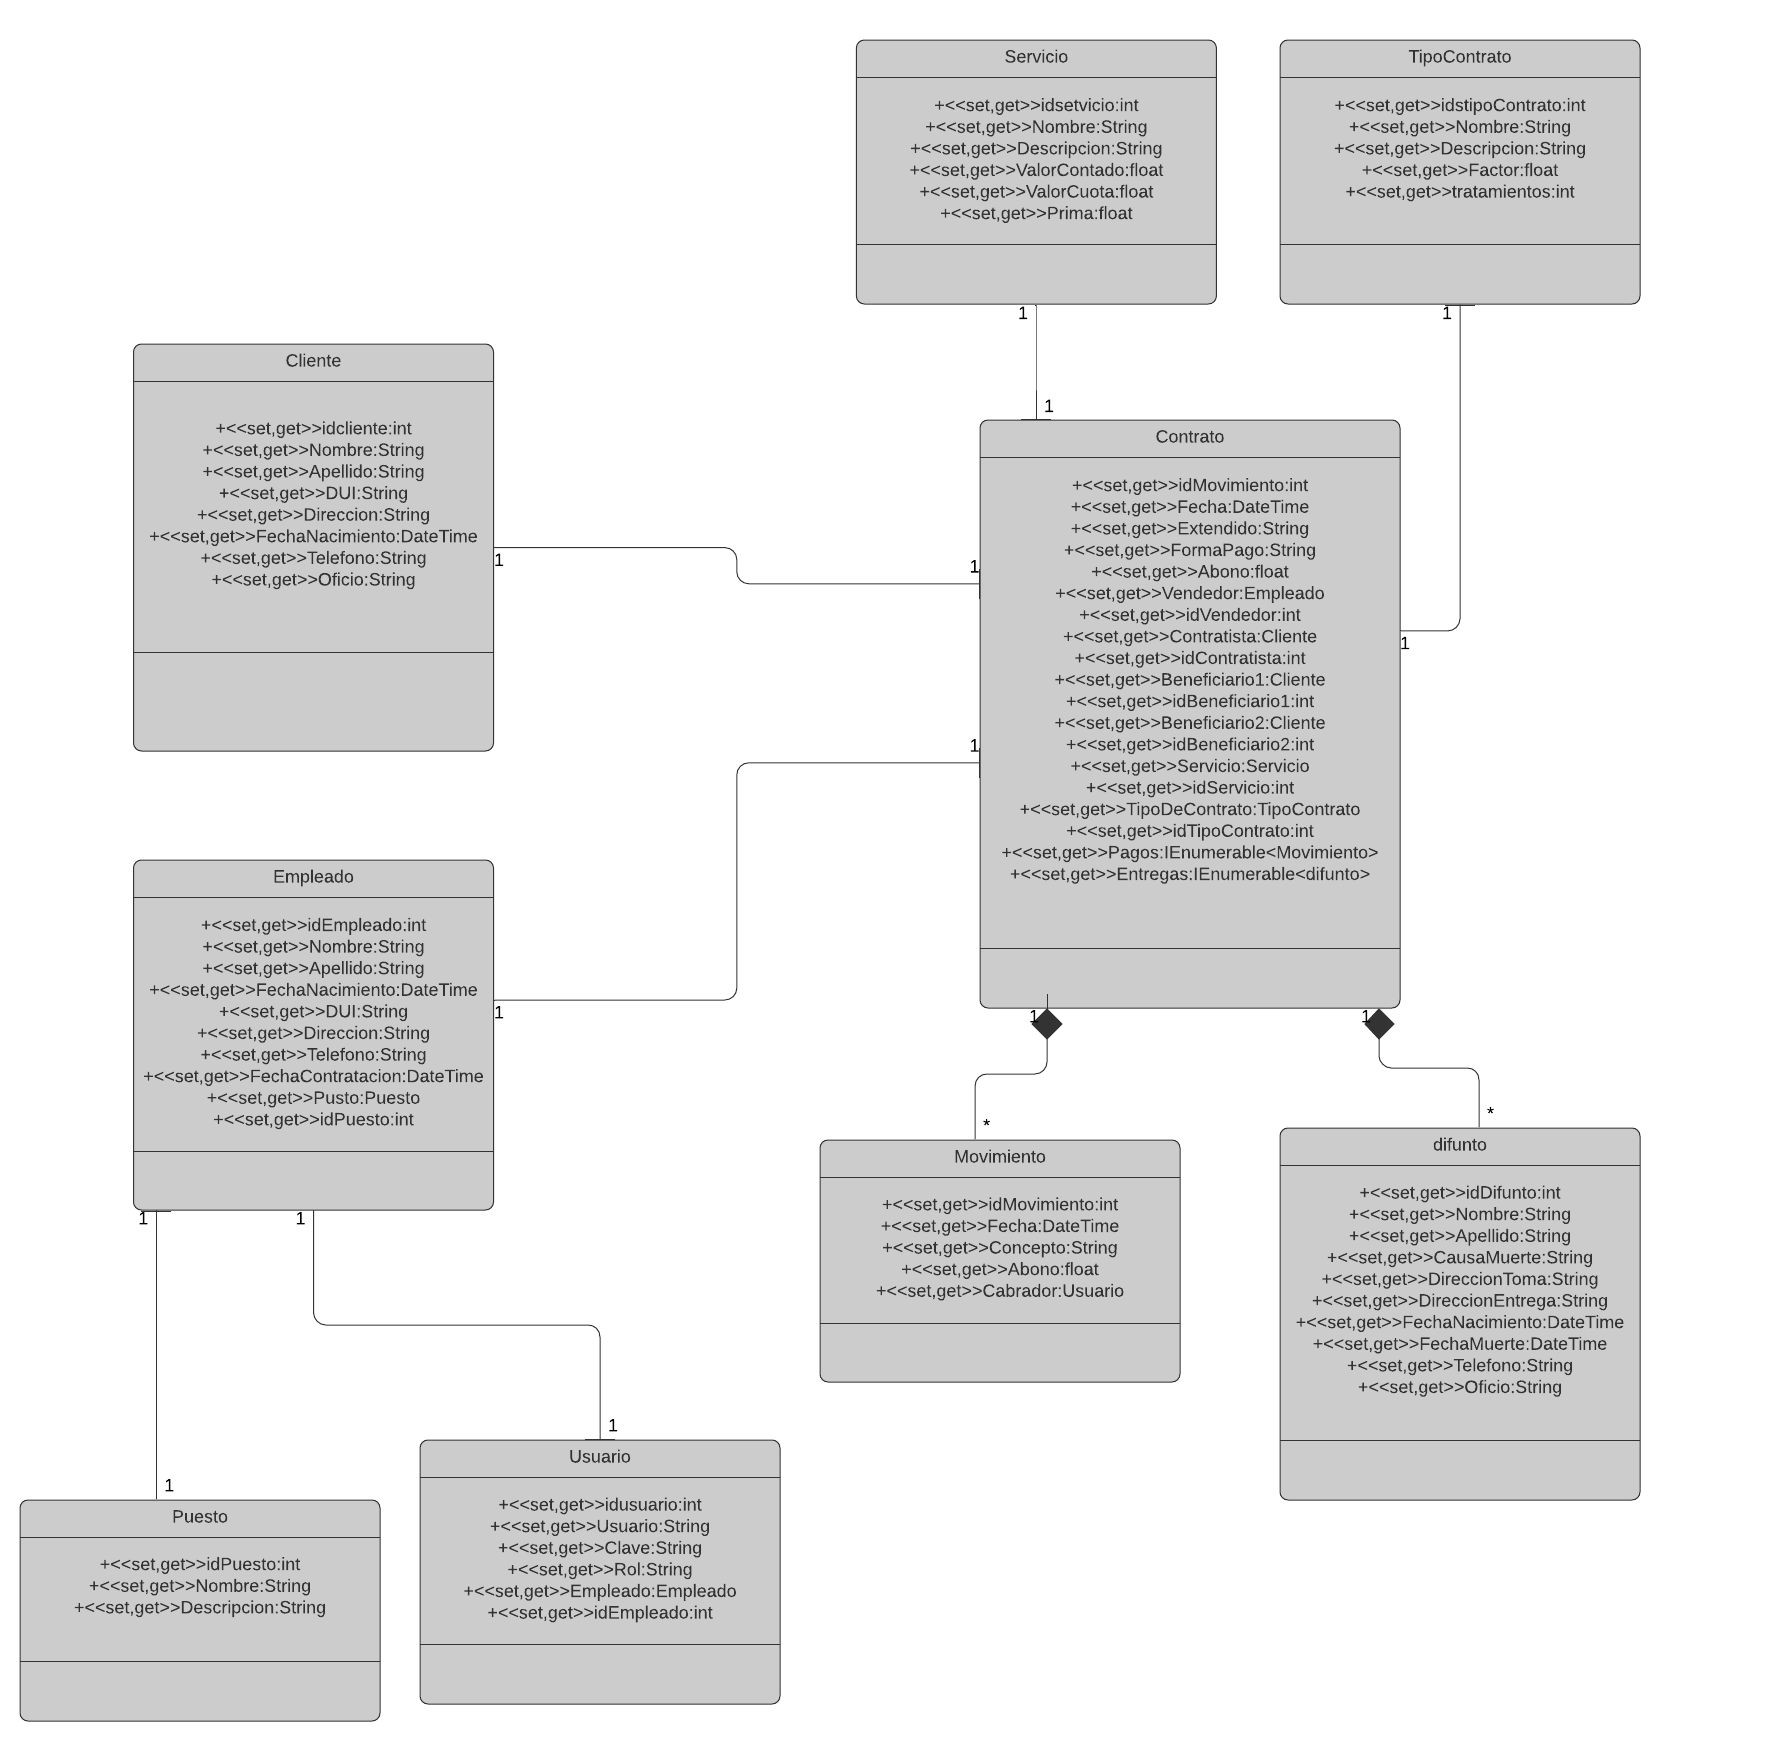 Servicio
+<<set,get>>idsetvicio:int
+<<set,get>>Nombre:String
+<<set,get>>Descripcion:String
+<<set,get>>ValorContado:float
+<<set,get>>ValorCuota:float
+<<set,get>>Prima:float
1
TipoContrato
+<<set,get>>idstipoContrato:int
+<<set,get>>Nombre:String
+<<set,get>>Descripcion:String
+<<set,get>>Factor:float
+<<set,get>>tratamientos:int
1
Cliente
+<<set,get>>idcliente:int
+<<set,get>>Nombre:String
+<<set,get>>Apellido:String
+<<set,get>>DUI:String
+<<set,get>>Direccion:String
+<<set,get>>FechaNacimiento:DateTime
+<<set,get>>Telefono:String
+<<set,get>>Oficio:String
1
1
Contrato
+<<set,get>>idMovimiento:int
+<<set,get>>Fecha:DateTime
+<<set,get>>Extendido:String
+<<set,get>>FormaPago:String
+<<set,get>>Abono:float
+<<set,get>>Vendedor:Empleado
+<<set,get>>idVendedor:int
+<<set,get>>Contratista:Cliente
+<<set,get>>idContratista:int
+<<set,get>>Beneficiario1:Cliente
+<<set,get>>idBeneficiario1:int
+<<set,get>>Beneficiario2:Cliente
+<<set,get>>idBeneficiario2:int
+<<set,get>>Servicio:Servicio
+<<set,get>>idServicio:int
+<<set,get>>TipoDeContrato:TipoContrato
+<<set,get>>idTipoContrato:int
+<<set,get>>Pagos:IEnumerable<Movimiento>
+<<set,get>>Entregas:IEnumerable<difunto>
1
1
1
1
1
Empleado
+<<set,get>>idEmpleado:int
+<<set,get>>Nombre:String
+<<set,get>>Apellido:String
+<<set,get>>FechaNacimiento:DateTime
+<<set,get>>DUI:String
+<<set,get>>Direccion:String
+<<set,get>>Telefono:String
+<<set,get>>FechaContratacion:DateTime
+<<set,get>>Pusto:Puesto
+<<set,get>>idPuesto:int
1
1
1
*
Movimiento
+<<set,get>>idMovimiento:int
+<<set,get>>Fecha:DateTime
+<<set,get>>Concepto:String
+<<set,get>>Abono:float
+<<set,get>>Cabrador:Usuario
*
difunto
+<<set,get>>idDifunto:int
+<<set,get>>Nombre:String
+<<set,get>>Apellido:String
+<<set,get>>CausaMuerte:String
+<<set,get>>DireccionToma:String
+<<set,get>>DireccionEntrega:String
+<<set,get>>FechaNacimiento:DateTime
+<<set,get>>FechaMuerte:DateTime
+<<set,get>>Telefono:String
+<<set,get>>Oficio:String
1
Puesto
+<<set,get>>idPuesto:int
+<<set,get>>Nombre:String
+<<set,get>>Descripcion:String
1
Usuario
+<<set,get>>idusuario:int
+<<set,get>>Usuario:String
+<<set,get>>Clave:String
+<<set,get>>Rol:String
+<<set,get>>Empleado:Empleado
+<<set,get>>idEmpleado:int